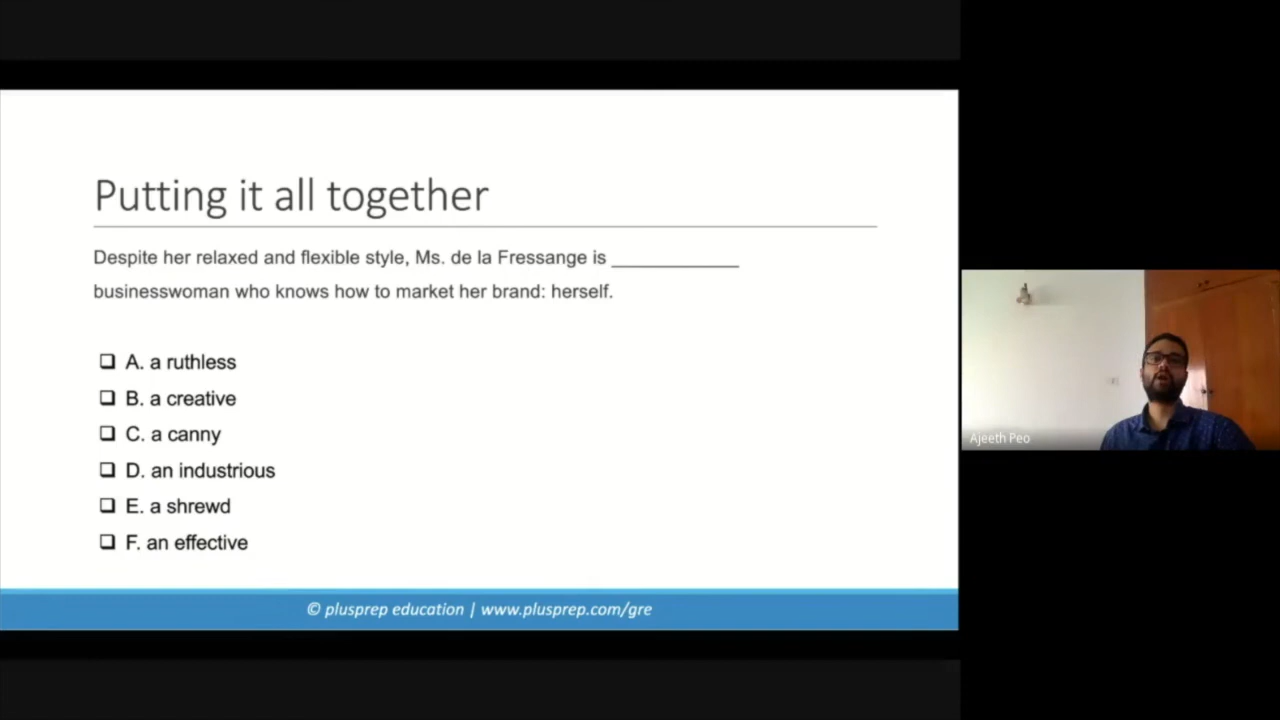 Putting it all together
Despite her relaxed and flexible style, Ms. de la Fressange is ____________
businesswoman who knows how to market her brand: herself.
❑ A. a ruthless
❑ B. a creative
❑ C. a canny
❑ D. an industrious
❑ E. a shrewd
❑ F. an effective
© plusprep education | www.plusprep.com/gre
Ajeeth Peo